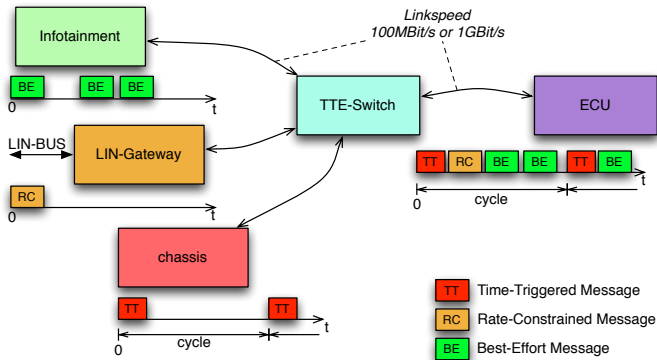 Infotainment
Linkspeed
100MBit/s or 1GBit/s
BE BE BE
0 t
TTE-Switch
ECU
LIN-BUS
LIN-Gateway
TT RC BE BE TT BE
0 cycle t
RC
0 t
chassis
TT TT
0 cycle t
TT Time-Triggered Message
RC Rate-Constrained Message
BE Best-Effort Message